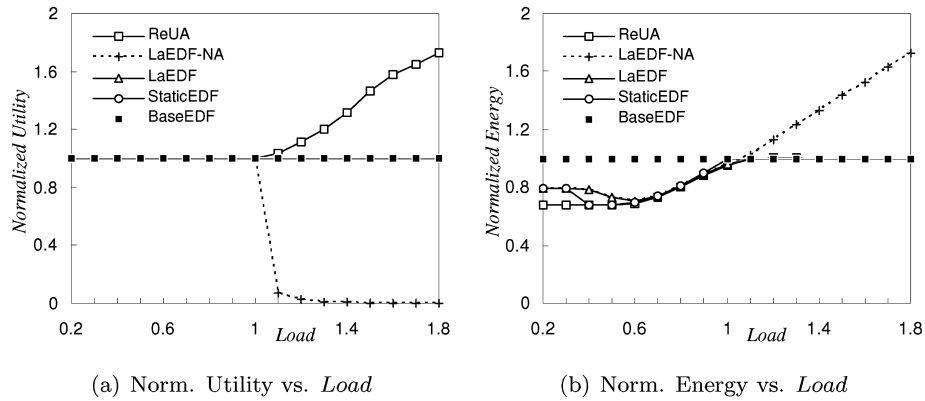 2
1.6
1.2
0.8
0.4
0
Normalized Utility
ReUA
LaEDF-NA
LaEDF
StaticEDF
BaseEDF
0.2
0.6
1
1.4
1.8
Load
(a) Norm. Utility vs. Load
2
1.6
1.2
0.8
0.4
0
Normalized Energy
ReUA
LaEDF-NA
LaEDF
StaticEDF
BaseEDF
0.2
0.6
1
1.4
1.8
Load
(b) Norm. Energy vs. Load